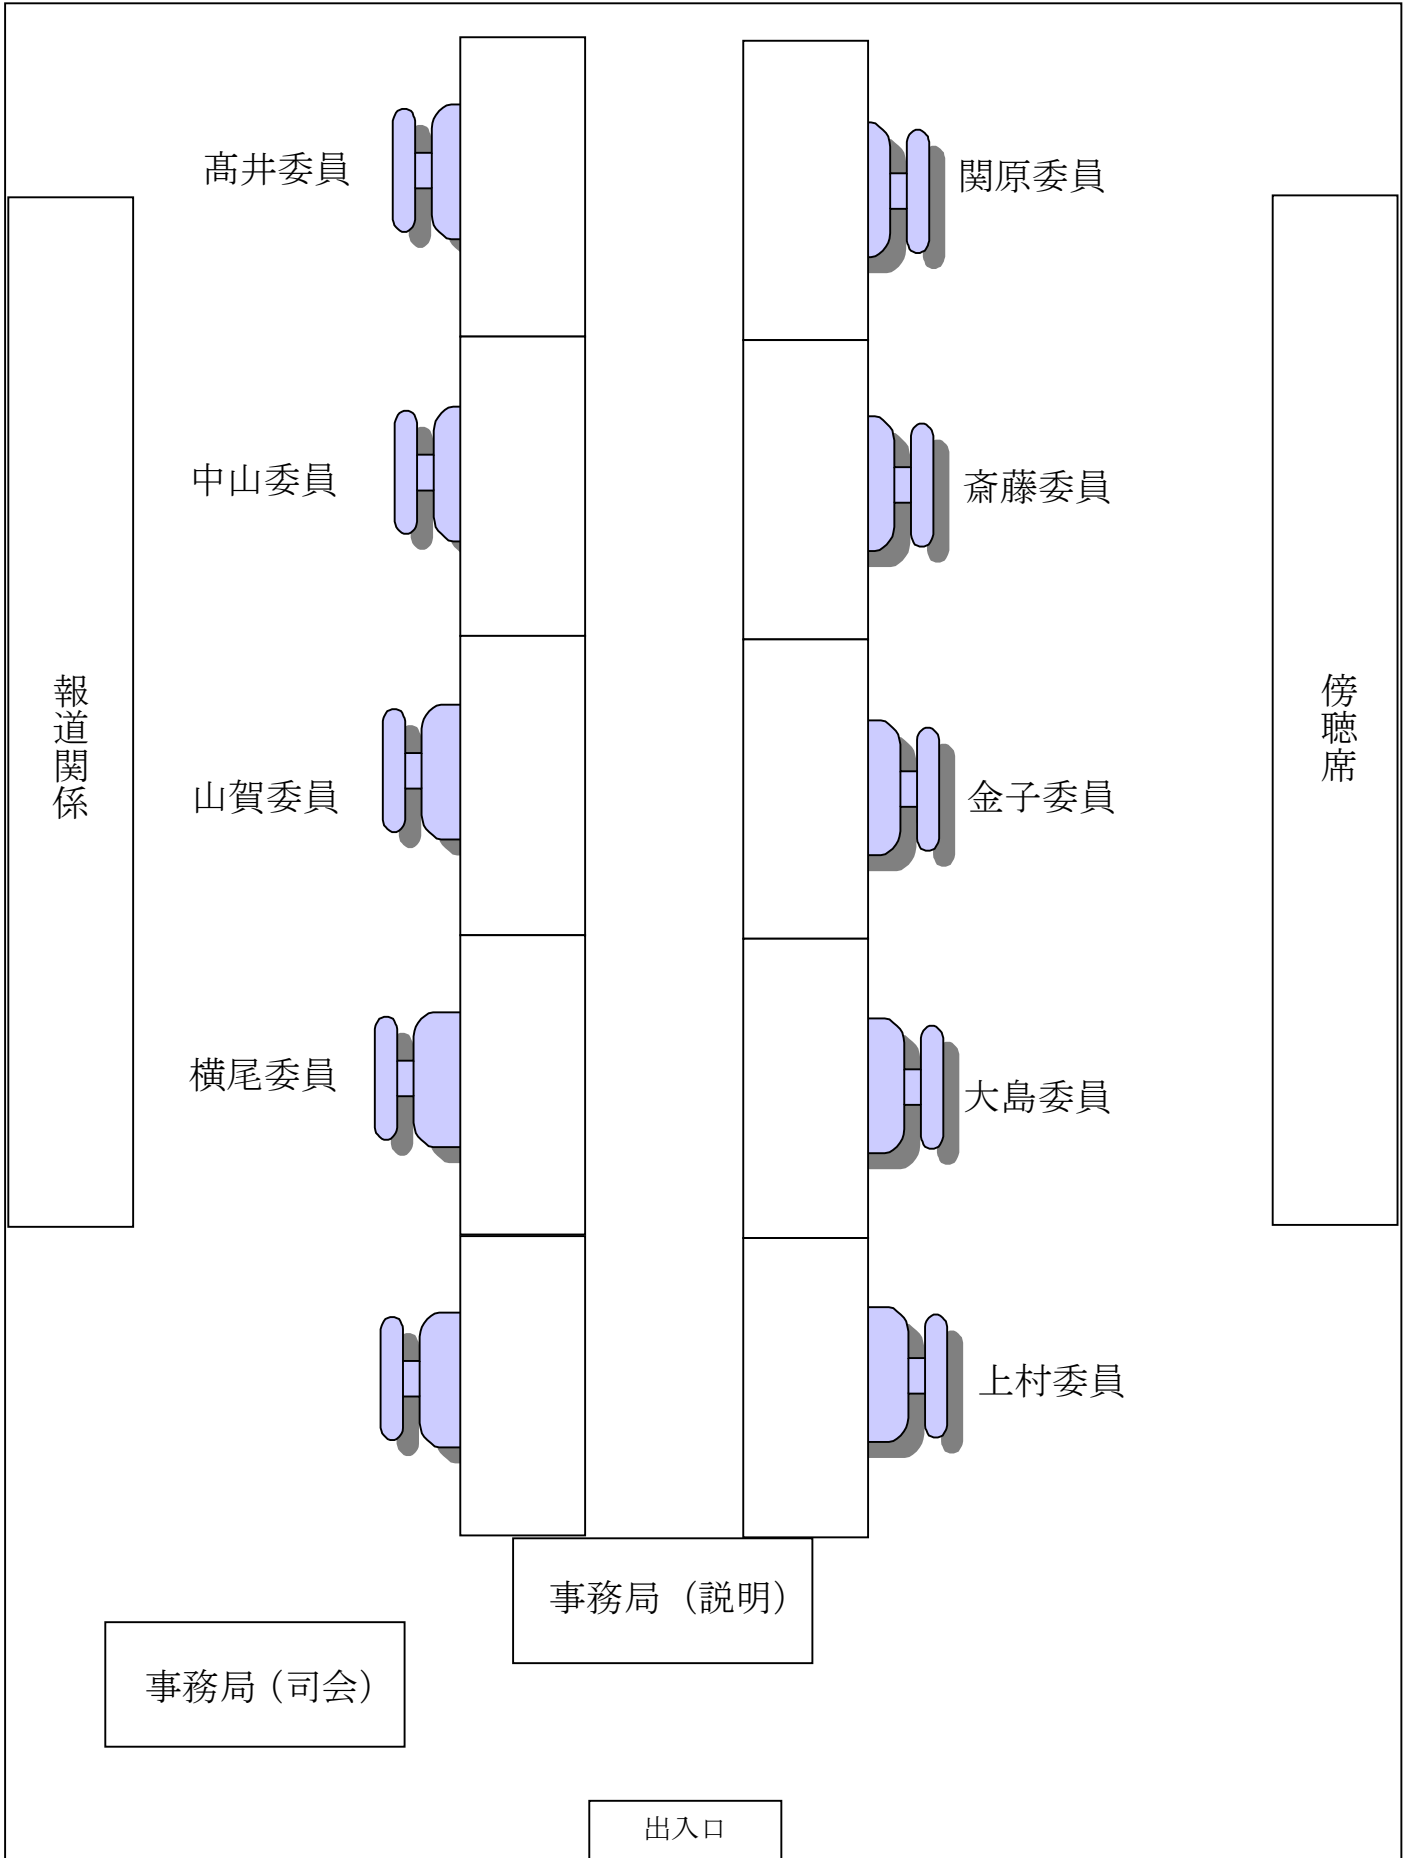 髙井委員
関原委員
中山委員
斎藤委員
報道関係
傍聴席
山賀委員
金子委員
横尾委員
大島委員
上村委員
事務局（説明）
事務局（司会）
出入口